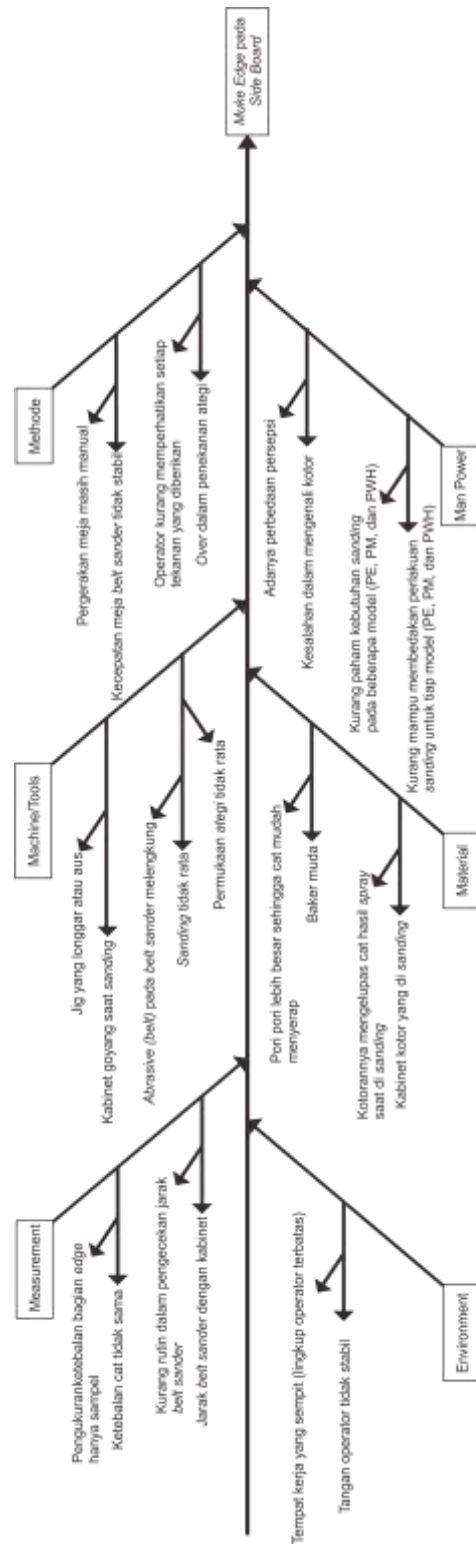 Measurement
Pengukuranketebalan bagian edge
hanya sampel
Ketebalan cat tidak sama
Kurang rutin dalam pengecekan jarak
belt sander
Jarak belt sander dengan kabinet
Machine/Tools
Jig yang longgar atau aus
Kabinet goyang saat sanding
Abrasive (belt) pada belt sander melengkung
Sanding tidak rata
Permukaan ategi tidak rata
Methode
Pergerakan meja masih manual
Kecepatan meja belt sander tidak stabil
Operator kurang memperhatikan setiap
tekanan yang diberikan
Over dalam penekanan ategi
Muke Edge pada
Side Board
Tempat kerja yang sempit (lingkup operator terbatas)
Tangan operator tidak stabil
Environment
Pori pori lebih besar sehingga cat mudah
menyerap
Baker muda
Kotorannya mengelupas cat hasil spray
saat di sanding
Kabinet kotor yang di sanding
Material
Adanya perbedaan persepsi
Kesalahan dalam mengenali kotor
Kurang paham kebutuhan sanding
pada beberapa model (PE, PM, dan PWH)
Kurang mampu membedakan perlakuan
sanding untuk tiap model (PE, PM, dan PWH)
Man Power